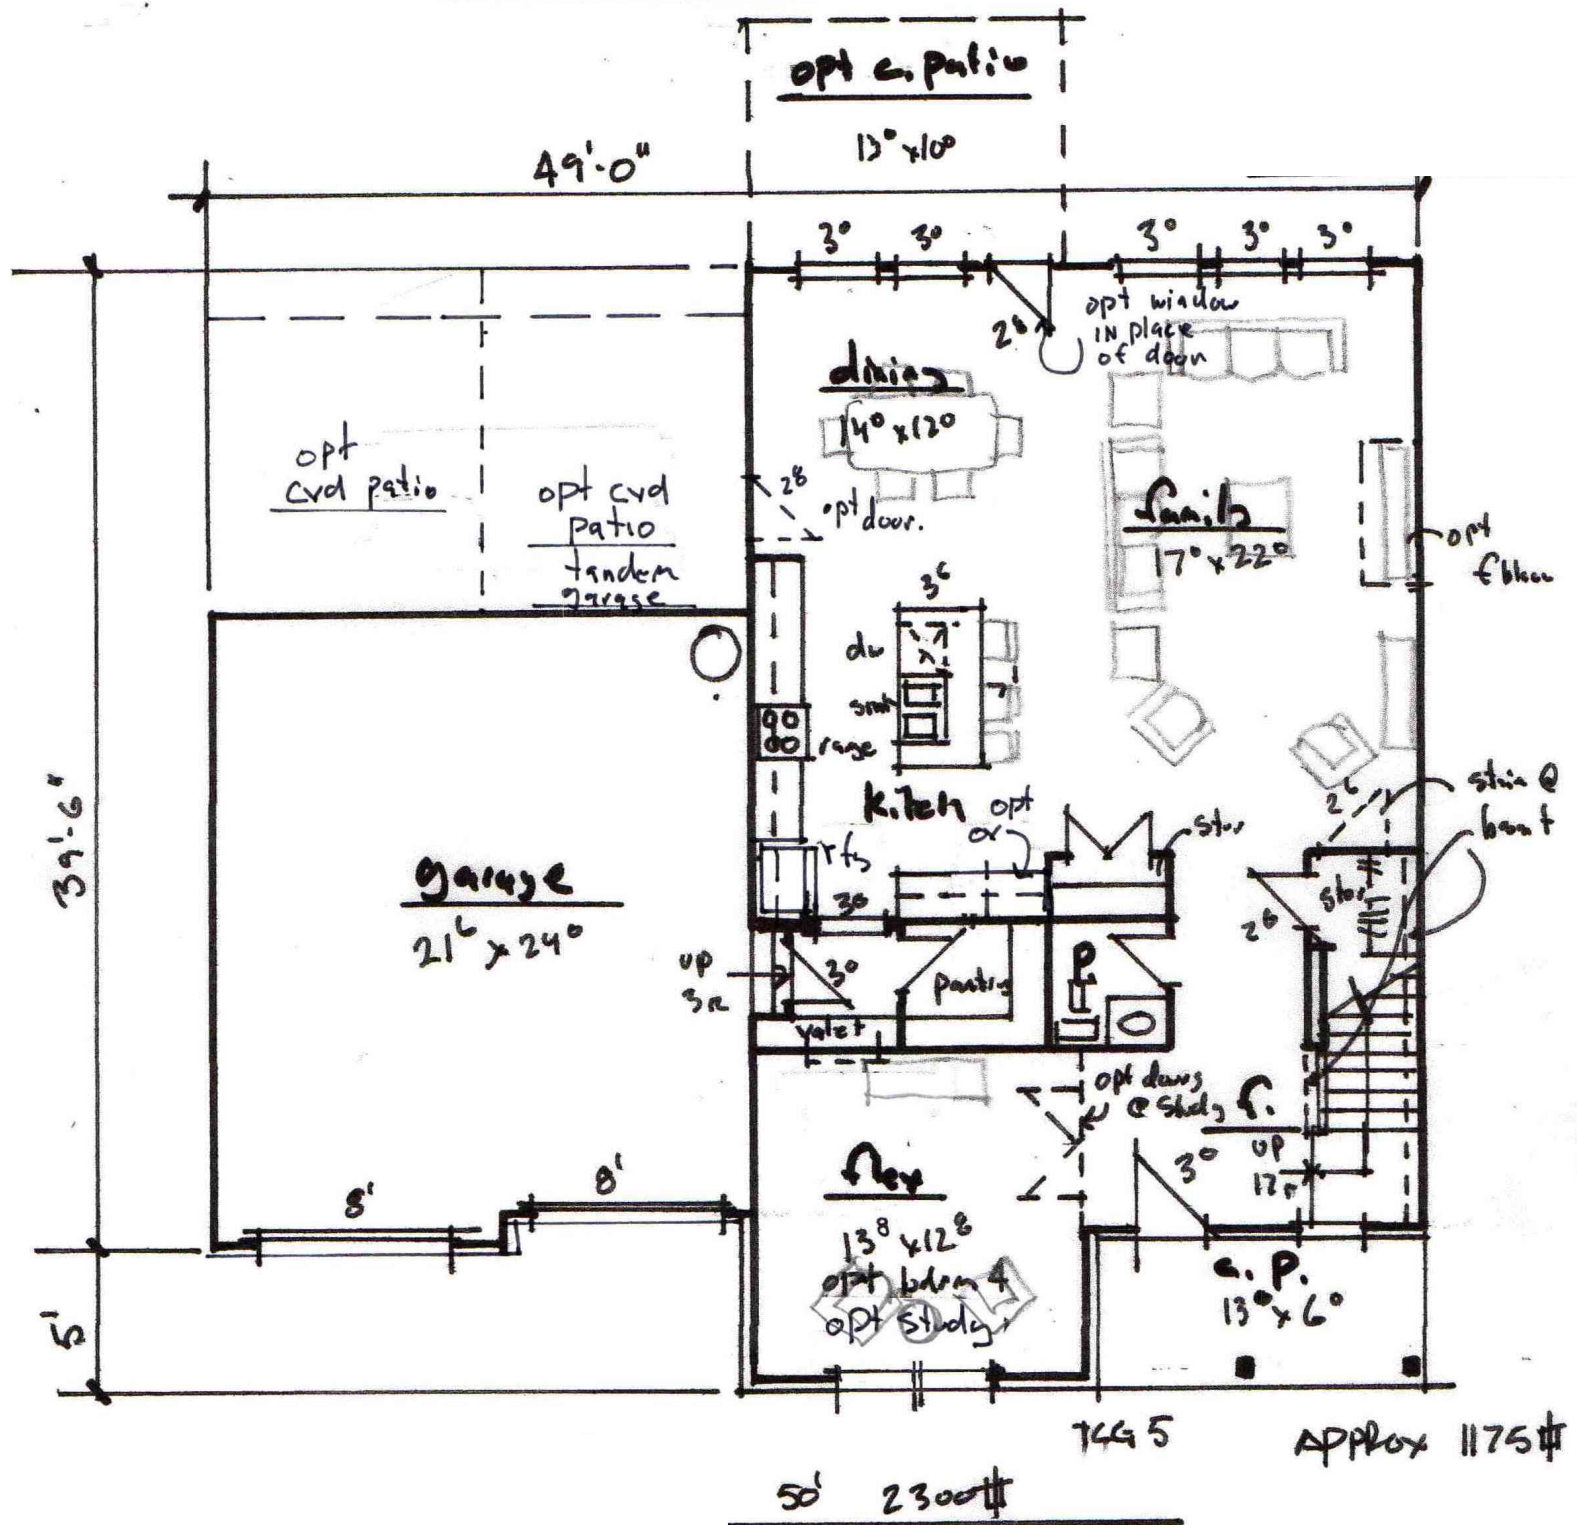 opt c. patio
13⁰ x 10⁰
49'-0"
3⁰ 3⁰ 3⁰ 3⁰ 3⁰
2⁸
opt window
IN place
of door
dining
14⁰ x 12⁰
opt
cvd patio
opt cvd
patio
tandem
garage
2⁸
opt door.
family
17⁰ x 22⁰
opt
3⁶
dw
sink
range
kitch
opt
or
stor
2⁶
stair @
bsmt
39'-6"
garage
21⁶ x 24⁰
rfg
3⁰
stor
2⁶
up
3R
3⁰
pantry
P
valet
opt doors
@ study
f.
up
17r
3⁰
flex
13⁸ x 12⁸
opt bdrm 4
opt study
8'
8'
c. p.
13⁰ x 6⁰
5'
TCG 5
APPROX 1175#
50' 2300#